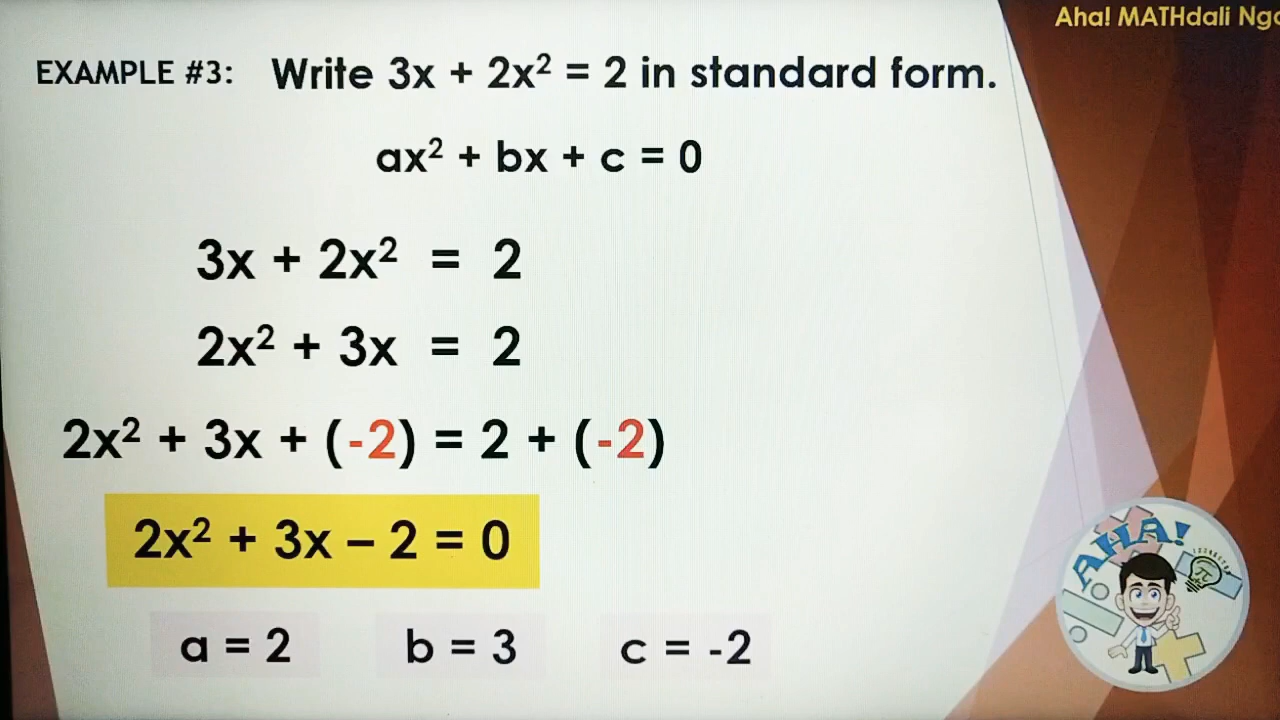 Aha! MATHdali Ngo
EXAMPLE #3: Write 3x + 2x² = 2 in standard form.
ax² + bx + c = 0
3x + 2x² = 2
2x² + 3x = 2
2x² + 3x + (-2) = 2 + (-2)
2x² + 3x – 2 = 0
a = 2 b = 3 c = -2
AHA!
π